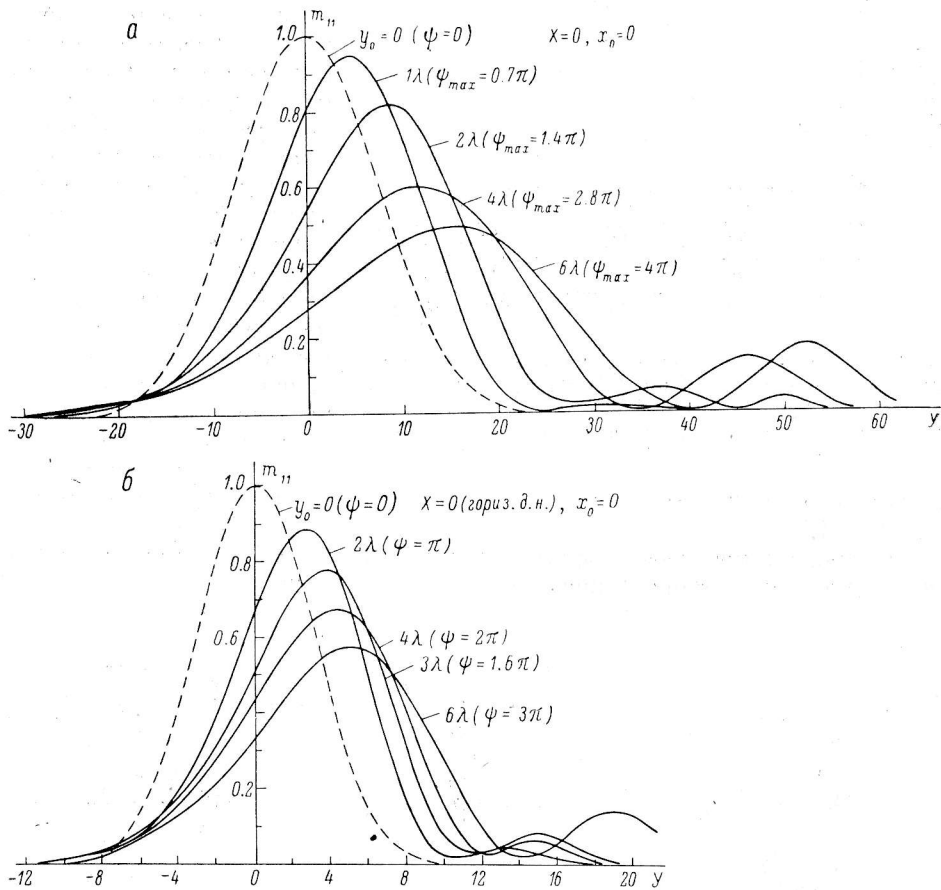 а
m₁₁
1.0
y₀=0 (ψ=0)
X=0, x₀=0
1λ(ψmax=0.7π)
0.8
2λ(ψmax=1.4π)
0.6
4λ(ψmax=2.8π)
0.4
6λ(ψmax=4π)
0.2
-30 -20 -10 0 10 20 30 40 50 60 У
б
m₁₁
1.0
y₀=0(ψ=0) X=0(гориз.д.н.), x₀=0
2λ(ψ=π)
0.8
0.6
4λ(ψ=2π)
3λ(ψ=1.6π)
6λ(ψ=3π)
0.2
-12 -8 -4 0 4 8 12 16 20 У